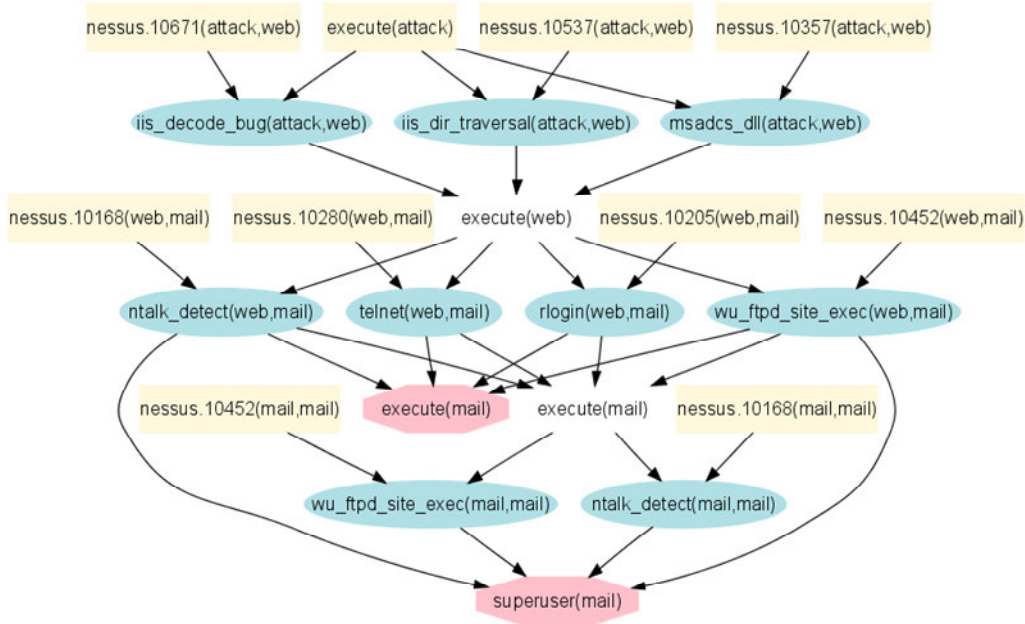 nessus.10671(attack,web)
execute(attack)
nessus.10537(attack,web)
nessus.10357(attack,web)
iis_decode_bug(attack,web)
iis_dir_traversal(attack,web)
msadcs_dll(attack,web)
nessus.10168(web,mail)
nessus.10280(web,mail)
execute(web)
nessus.10205(web,mail)
nessus.10452(web,mail)
ntalk_detect(web,mail)
telnet(web,mail)
rlogin(web,mail)
wu_ftpd_site_exec(web,mail)
nessus.10452(mail,mail)
execute(mail)
execute(mail)
nessus.10168(mail,mail)
wu_ftpd_site_exec(mail,mail)
ntalk_detect(mail,mail)
superuser(mail)